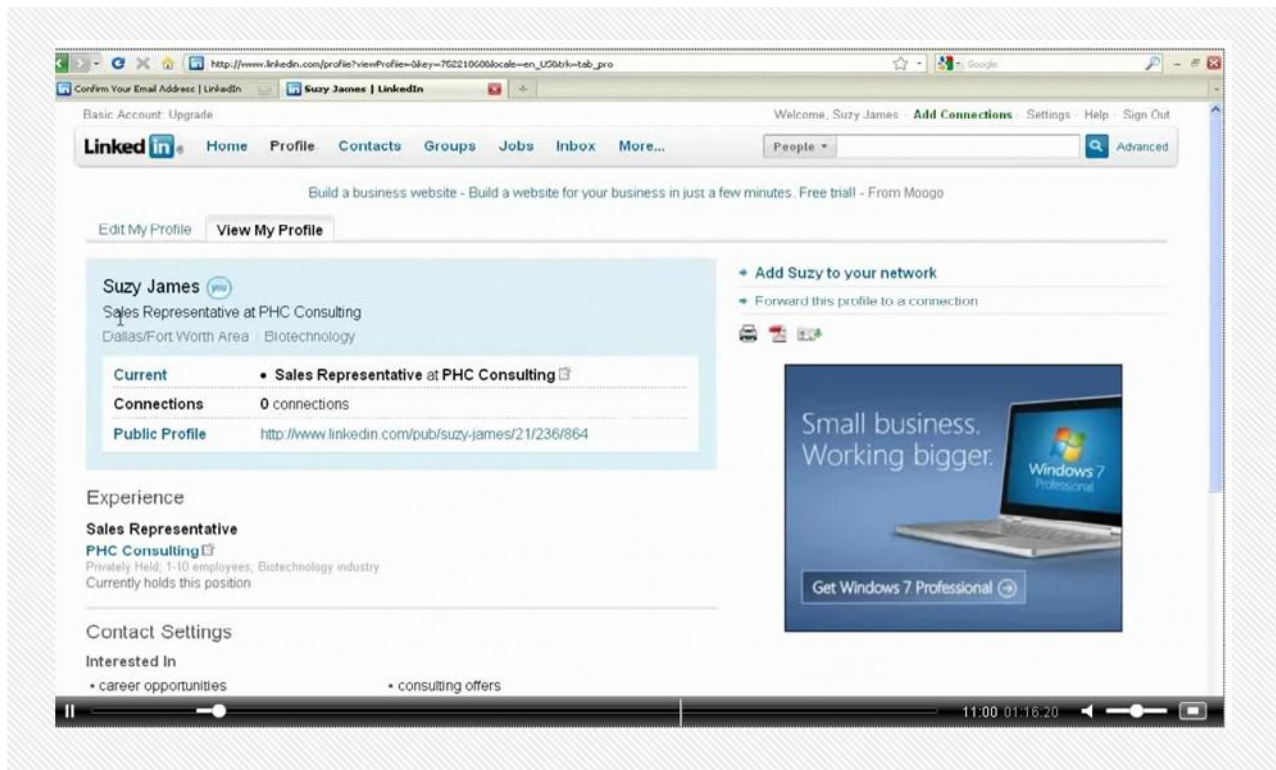 http://www.linkedin.com/profile?viewProfile=&key=76221060&locale=en_US&trk=tab_pro Google
Confirm Your Email Address | LinkedIn Suzy James | LinkedIn
Basic Account: Upgrade Welcome, Suzy James · Add Connections · Settings · Help · Sign Out
Linked in Home Profile Contacts Groups Jobs Inbox More... People Advanced
Build a business website - Build a website for your business in just a few minutes. Free trial! - From Moogo
Edit My Profile View My Profile
Suzy James you
Sales Representative at PHC Consulting
Dallas/Fort Worth Area | Biotechnology
Current • Sales Representative at PHC Consulting
Connections 0 connections
Public Profile http://www.linkedin.com/pub/suzy-james/21/236/864
Add Suzy to your network
Forward this profile to a connection
Small business.
Working bigger.
Windows 7
Professional
Get Windows 7 Professional
Experience
Sales Representative
PHC Consulting
Privately Held; 1-10 employees; Biotechnology industry
Currently holds this position
Contact Settings
Interested In
• career opportunities • consulting offers
11:00 01:16:20